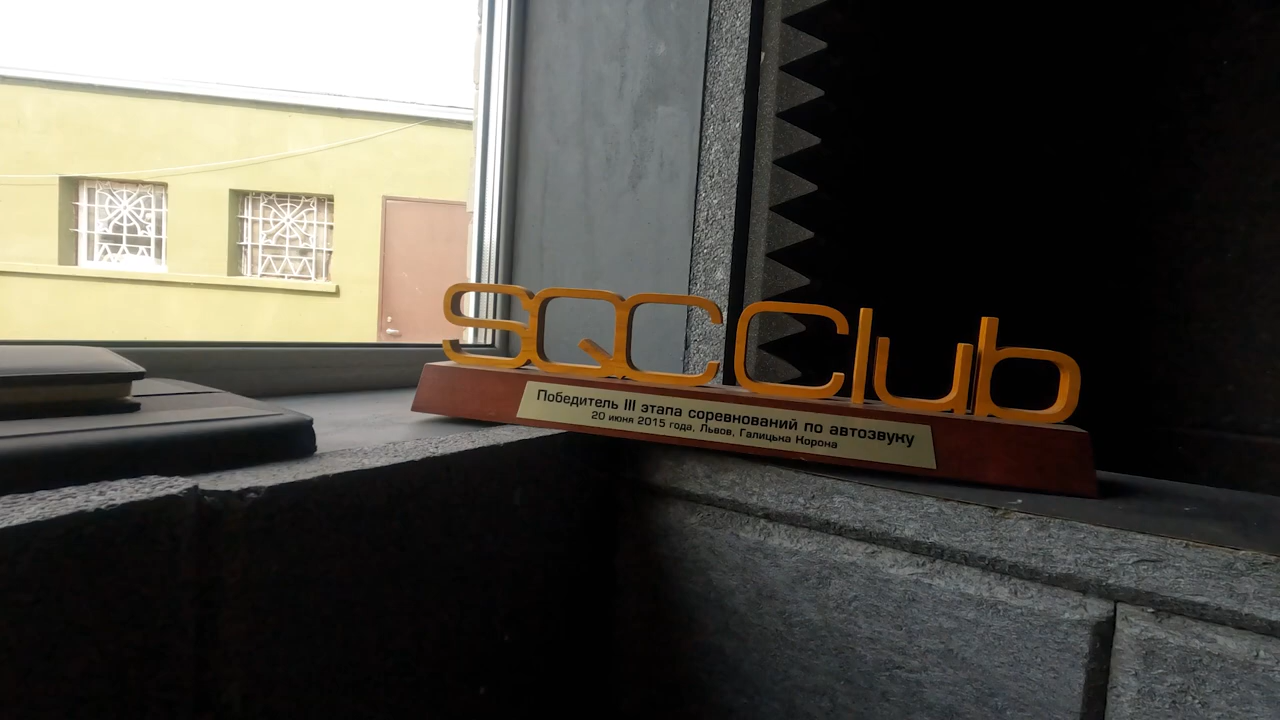 SQC Club
Победитель III этапа соревнований по автозвуку
20 июня 2015 года, Львов, Галицька Корона